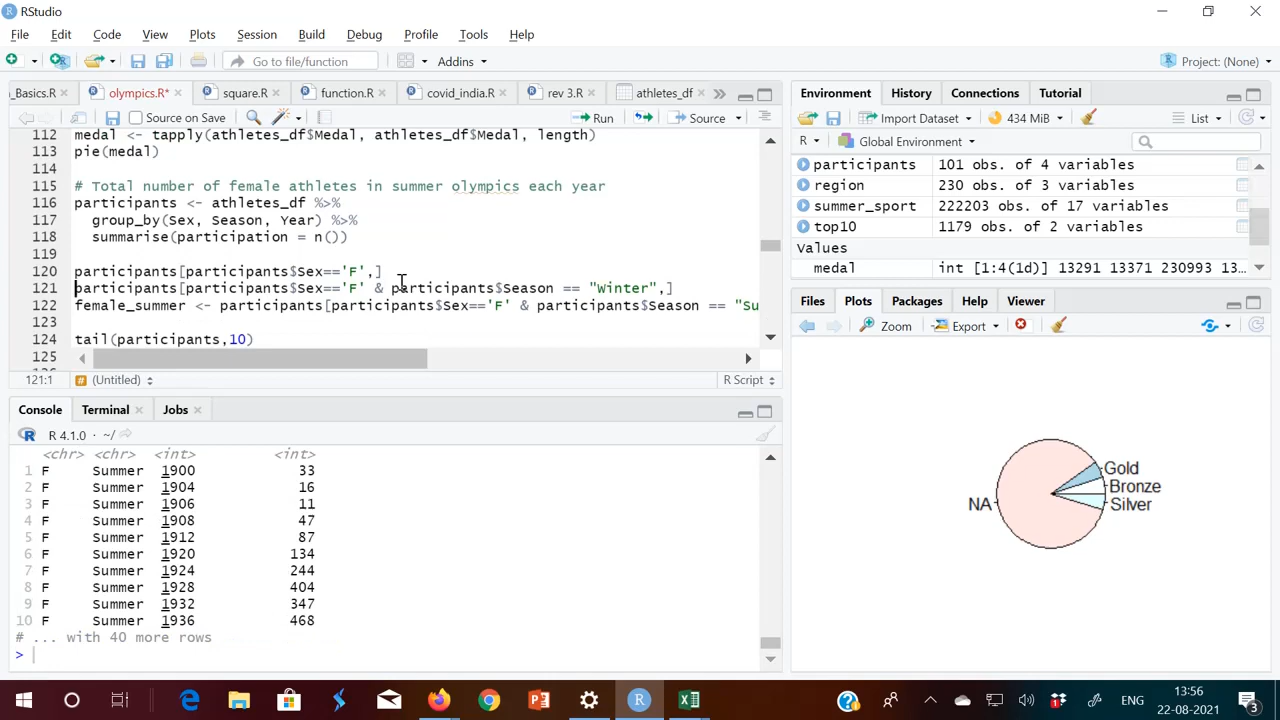 RStudio
File Edit Code View Plots Session Build Debug Profile Tools Help
Go to file/function Addins Project: (None)
_Basics.R olympics.R* square.R function.R covid_india.R rev 3.R athletes_df
Source on Save Run Source
112 medal <- tapply(athletes_df$Medal, athletes_df$Medal, length)
113 pie(medal)
114
115 # Total number of female athletes in summer olympics each year
116 participants <- athletes_df %>%
117 group_by(Sex, Season, Year) %>%
118 summarise(participation = n())
119
120 participants[participants$Sex=='F',]
121 participants[participants$Sex=='F' & participants$Season == "Winter",]
122 female_summer <- participants[participants$Sex=='F' & participants$Season == "Su
123
124 tail(participants,10)
125
121:1 (Untitled) R Script
Console Terminal Jobs
R 4.1.0 · ~/
<chr> <chr> <int> <int>
1 F Summer 1900 33
2 F Summer 1904 16
3 F Summer 1906 11
4 F Summer 1908 47
5 F Summer 1912 87
6 F Summer 1920 134
7 F Summer 1924 244
8 F Summer 1928 404
9 F Summer 1932 347
10 F Summer 1936 468
# ... with 40 more rows
>
Environment History Connections Tutorial
Import Dataset 434 MiB List
R Global Environment
participants 101 obs. of 4 variables
region 230 obs. of 3 variables
summer_sport 222203 obs. of 17 variables
top10 1179 obs. of 2 variables
Values
medal int [1:4(1d)] 13291 13371 230993 13...
Files Plots Packages Help Viewer
Zoom Export
Gold
Bronze
NA
Silver
ENG
13:56
22-08-2021
3